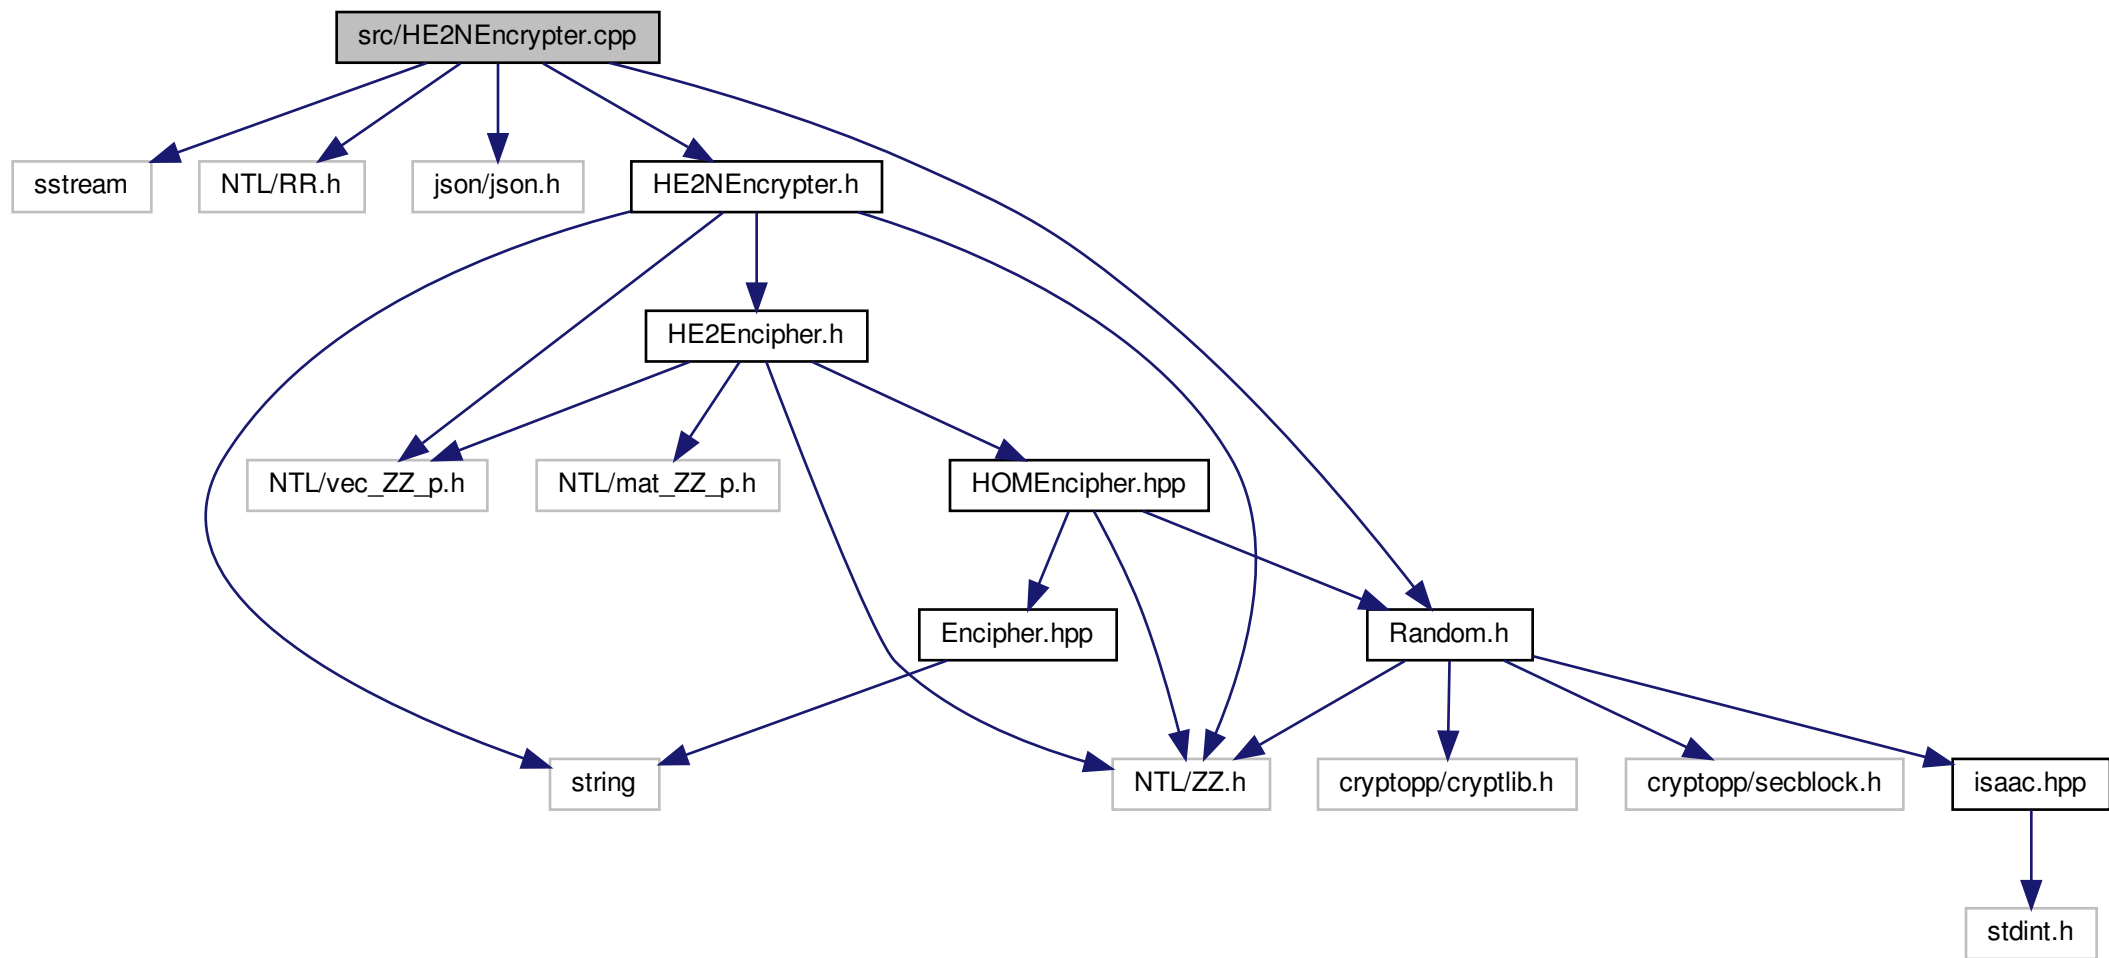 src/HE2NEncrypter.cpp
sstream
NTL/RR.h
json/json.h
HE2NEncrypter.h
HE2Encipher.h
NTL/vec_ZZ_p.h
NTL/mat_ZZ_p.h
HOMEncipher.hpp
Encipher.hpp
Random.h
string
NTL/ZZ.h
cryptopp/cryptlib.h
cryptopp/secblock.h
isaac.hpp
stdint.h